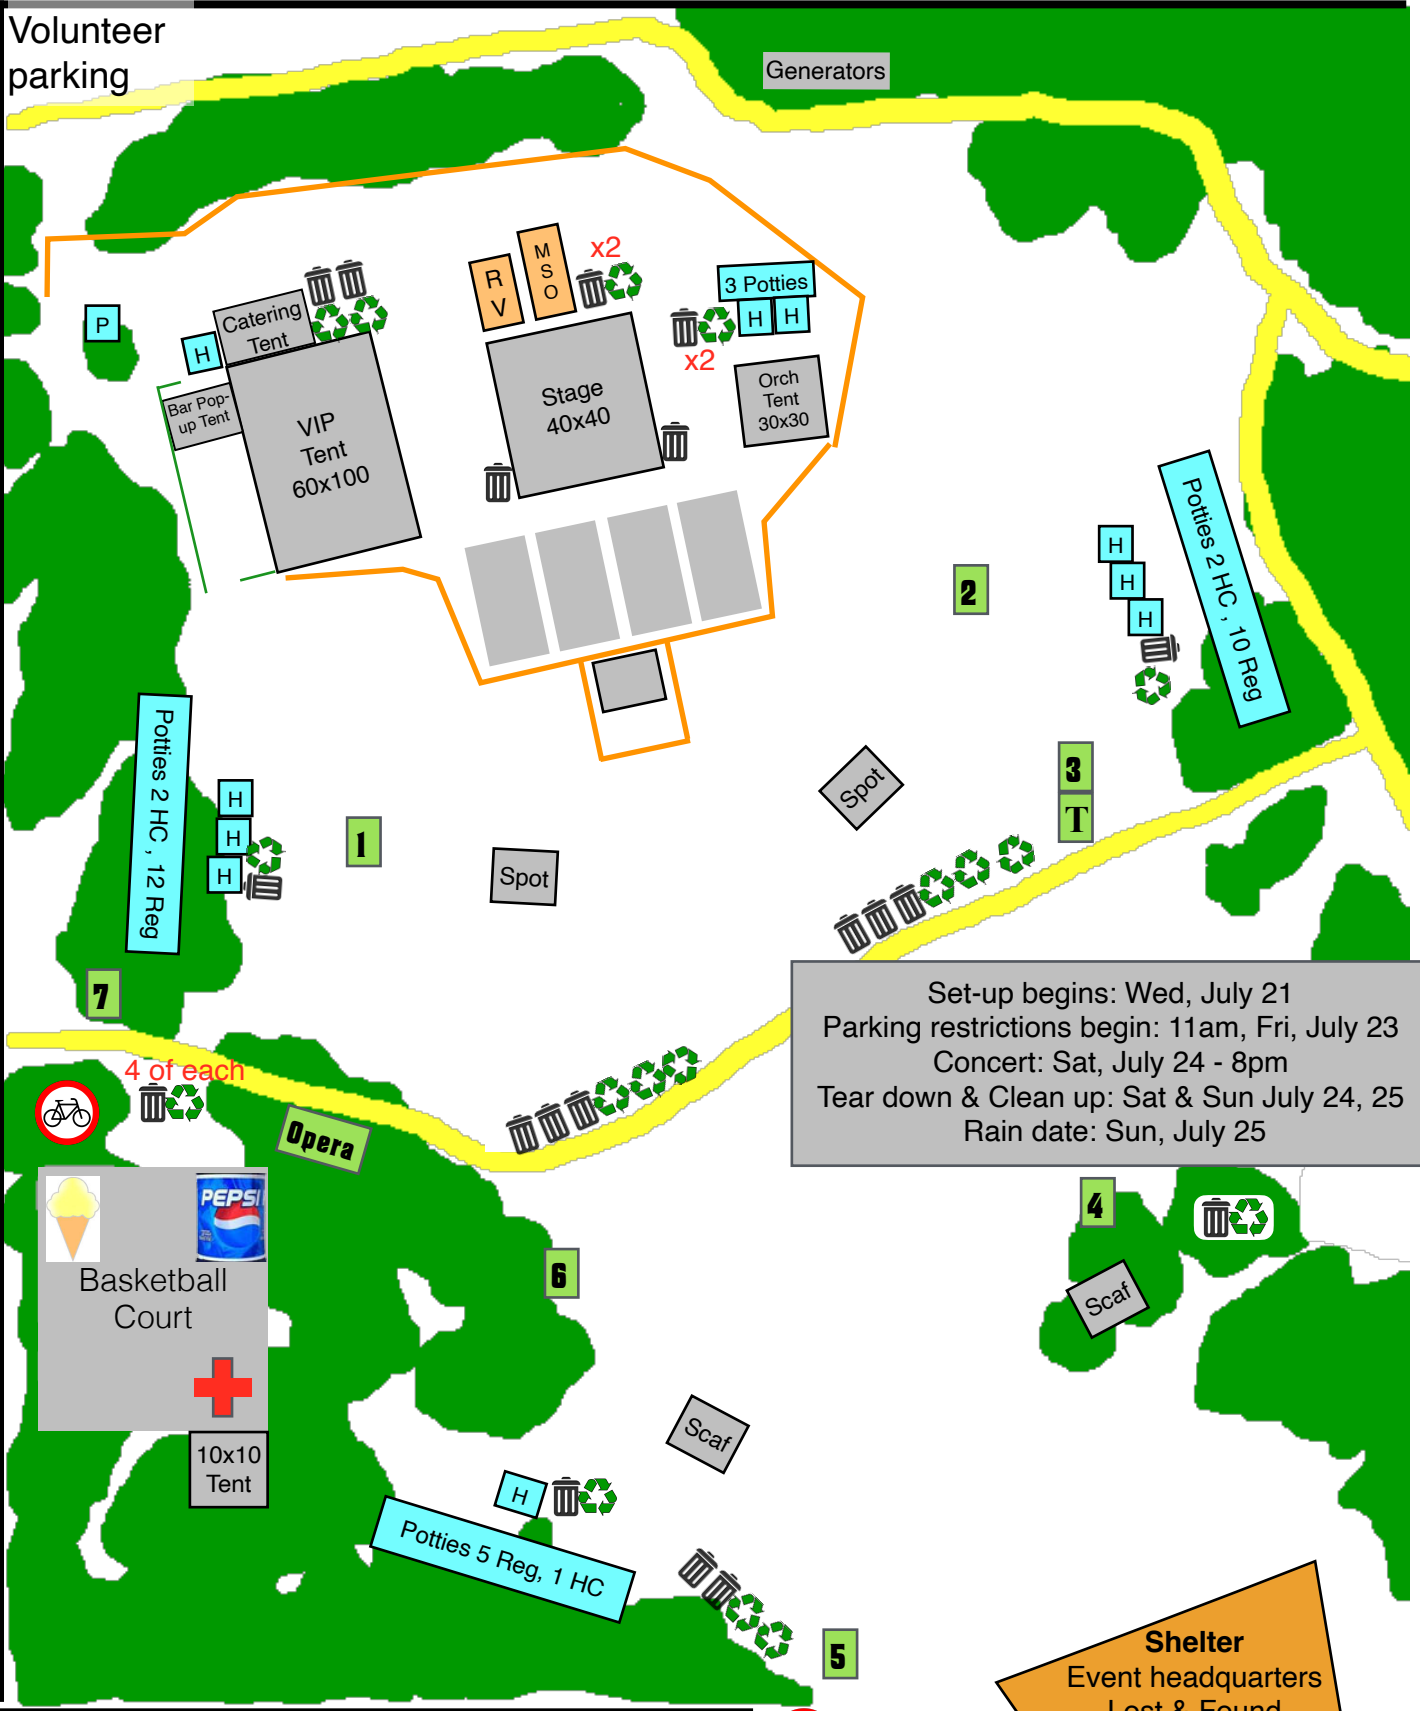 Volunteer
parking
Generators
M
S
O
x2
R
V
3 Potties
H
H
Catering
Tent
P
H
x2
Bar Pop-
up Tent
VIP
Tent
60x100
Stage
40x40
Orch
Tent
30x30
Potties 2 HC , 10 Reg
H
H
H
2
Potties 2 HC , 12 Reg
H
H
H
1
Spot
Spot
3
T
7
Set-up begins: Wed, July 21
Parking restrictions begin: 11am, Fri, July 23
Concert: Sat, July 24 - 8pm
Tear down & Clean up: Sat & Sun July 24, 25
Rain date: Sun, July 25
4 of each
Opera
PEPSI
Basketball
Court
6
4
Scaf
Scaf
10x10
Tent
H
Potties 5 Reg, 1 HC
5
Shelter
Event headquarters
Lost & Found